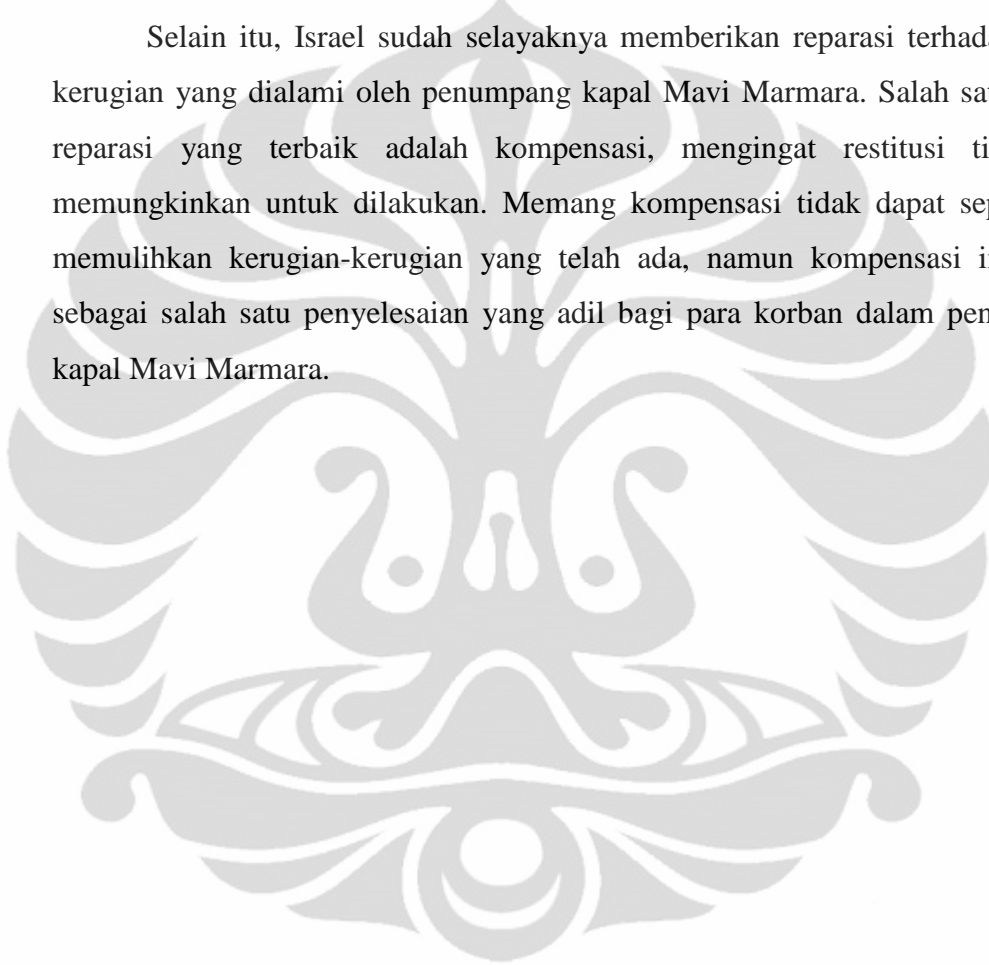 Selain itu, Israel sudah selayaknya memberikan reparasi terhada
kerugian yang dialami oleh penumpang kapal Mavi Marmara. Salah sat
reparasi yang terbaik adalah kompensasi, mengingat restitusi ti
memungkinkan untuk dilakukan. Memang kompensasi tidak dapat sep
memulihkan kerugian-kerugian yang telah ada, namun kompensasi i
sebagai salah satu penyelesaian yang adil bagi para korban dalam pen
kapal Mavi Marmara.